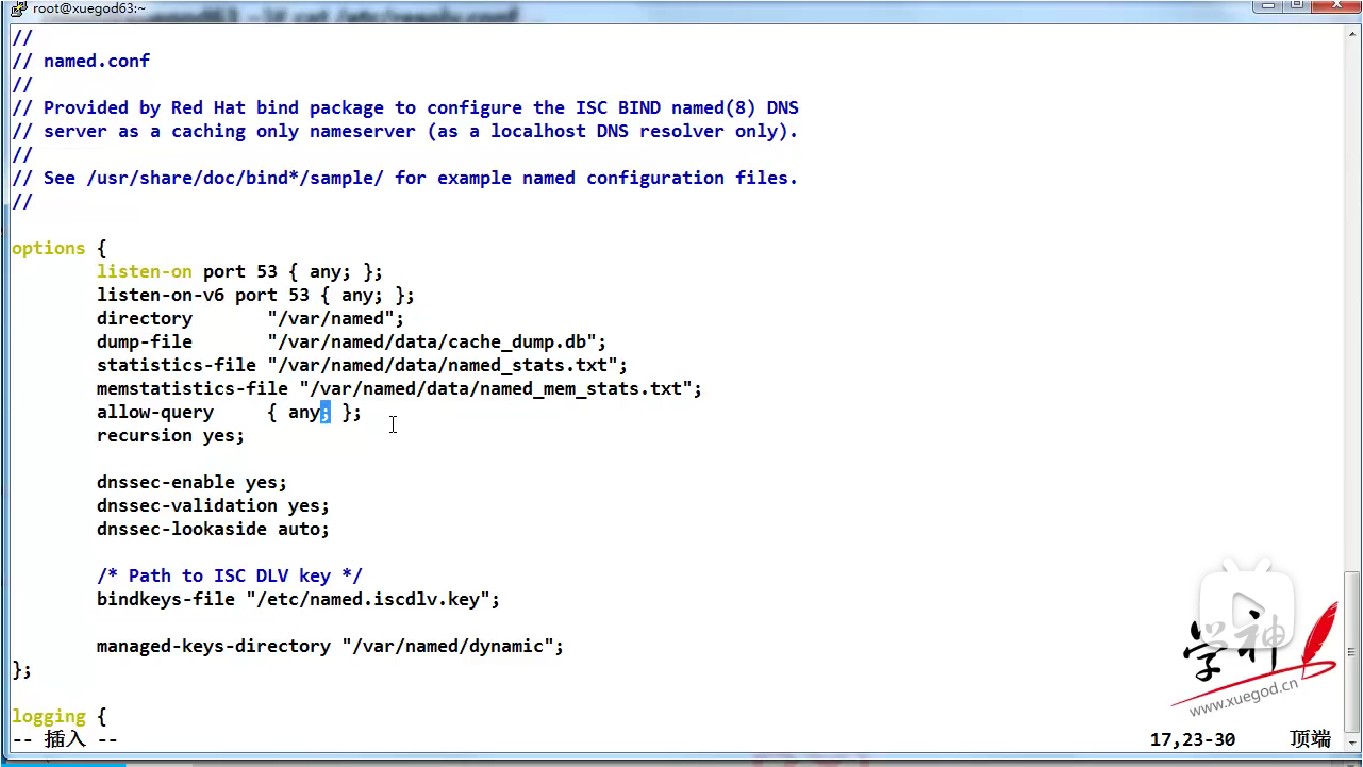 root@xuegod63:~
//
// named.conf
//
// Provided by Red Hat bind package to configure the ISC BIND named(8) DNS
// server as a caching only nameserver (as a localhost DNS resolver only).
//
// See /usr/share/doc/bind*/sample/ for example named configuration files.
//
options {
        listen-on port 53 { any; };
        listen-on-v6 port 53 { any; };
        directory       "/var/named";
        dump-file       "/var/named/data/cache_dump.db";
        statistics-file "/var/named/data/named_stats.txt";
        memstatistics-file "/var/named/data/named_mem_stats.txt";
        allow-query     { any; };
        recursion yes;
        dnssec-enable yes;
        dnssec-validation yes;
        dnssec-lookaside auto;
        /* Path to ISC DLV key */
        bindkeys-file "/etc/named.iscdlv.key";
        managed-keys-directory "/var/named/dynamic";
};
logging {
-- 插入 --
17,23-30
顶端
学神
www.xuegod.cn